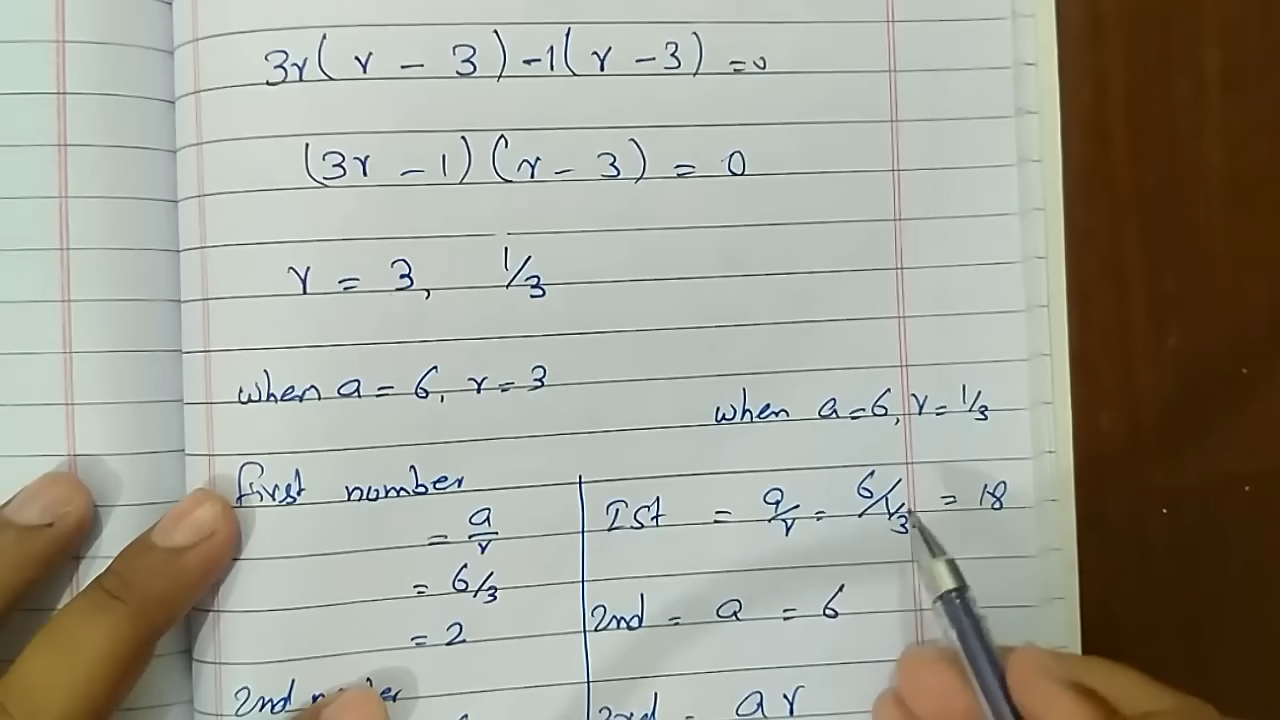 3r(r - 3) -1(r - 3) = 0
(3r - 1)(r - 3) = 0
r = 3, 1/3
when a = 6, r = 3
when a = 6, r = 1/3
first number
= a/r
= 6/3
= 2
2nd
Ist = a/r = 6/1/3 = 18
2nd = a = 6
ar